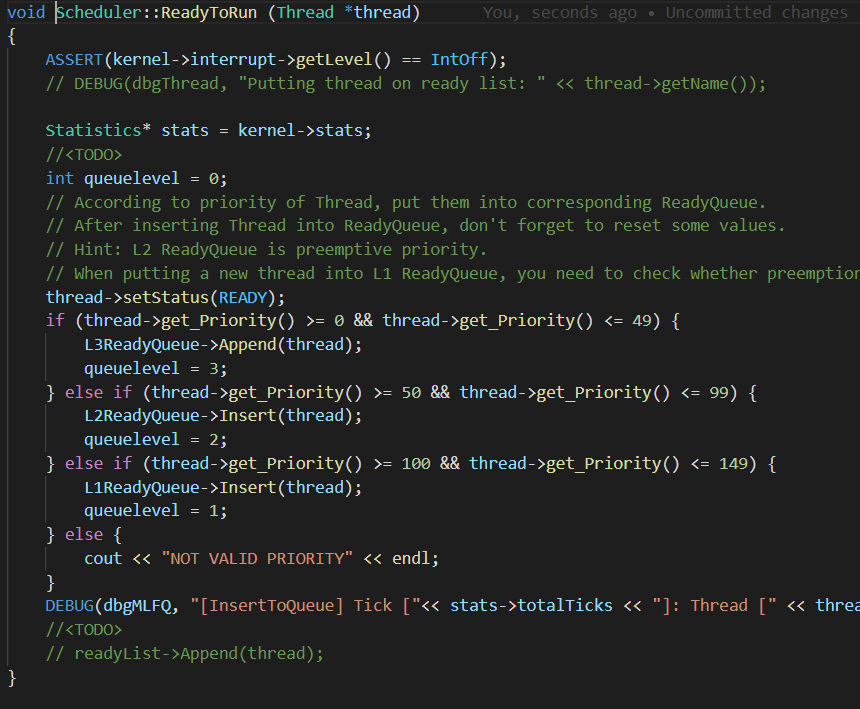 void Scheduler::ReadyToRun (Thread *thread) You, seconds ago • Uncommitted changes
{
    ASSERT(kernel->interrupt->getLevel() == IntOff);
    // DEBUG(dbgThread, "Putting thread on ready list: " << thread->getName());

    Statistics* stats = kernel->stats;
    //<TODO>
    int queuelevel = 0;
    // According to priority of Thread, put them into corresponding ReadyQueue.
    // After inserting Thread into ReadyQueue, don't forget to reset some values.
    // Hint: L2 ReadyQueue is preemptive priority.
    // When putting a new thread into L1 ReadyQueue, you need to check whether preemption
    thread->setStatus(READY);
    if (thread->get_Priority() >= 0 && thread->get_Priority() <= 49) {
        L3ReadyQueue->Append(thread);
        queuelevel = 3;
    } else if (thread->get_Priority() >= 50 && thread->get_Priority() <= 99) {
        L2ReadyQueue->Insert(thread);
        queuelevel = 2;
    } else if (thread->get_Priority() >= 100 && thread->get_Priority() <= 149) {
        L1ReadyQueue->Insert(thread);
        queuelevel = 1;
    } else {
        cout << "NOT VALID PRIORITY" << endl;
    }
    DEBUG(dbgMLFQ, "[InsertToQueue] Tick ["<< stats->totalTicks << "]: Thread [" << threa
    //<TODO>
    // readyList->Append(thread);
}